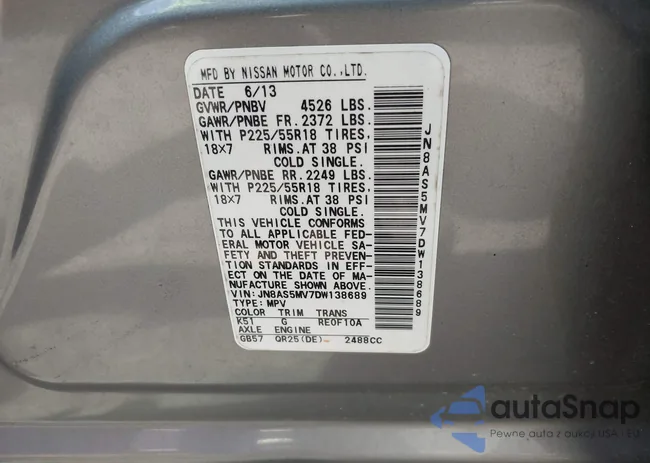 MFD BY NISSAN MOTOR CO.,LTD.
DATE 6/13
GVWR/PNBV 4526 LBS.
GAWR/PNBE FR. 2372 LBS.
WITH P225/55R18 TIRES,
18X7 RIMS.AT 38 PSI
COLD SINGLE.
GAWR/PNBE RR. 2249 LBS.
WITH P225/55R18 TIRES,
18X7 RIMS.AT 38 PSI
COLD SINGLE.
THIS VEHICLE CONFORMS
TO ALL APPLICABLE FED-
ERAL MOTOR VEHICLE SA-
FETY AND THEFT PREVEN-
TION STANDARDS IN EFF-
ECT ON THE DATE OF MA-
NUFACTURE SHOWN ABOVE.
VIN: JN8AS5MV7DW138689
TYPE: MPV
COLOR TRIM TRANS
K51 G RE0F10A
AXLE ENGINE
GB57 QR25(DE) 2488CC
JN8AS5MV7DW138689
autaSnap
Pewne auta z aukcji USA - EU